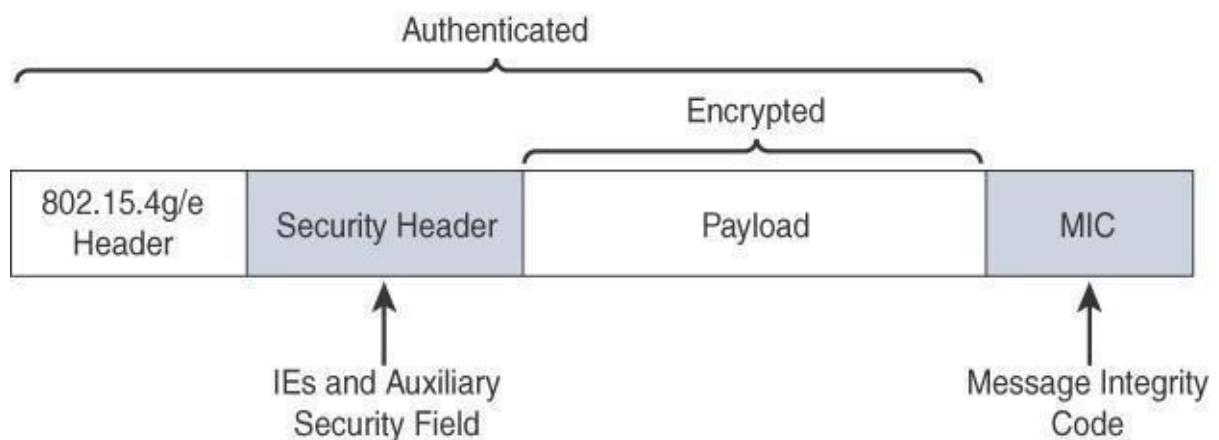 Authenticated
Encrypted
802.15.4g/e
Header
Security Header
Payload
MIC
IEs and Auxiliary
Security Field
Message Integrity
Code